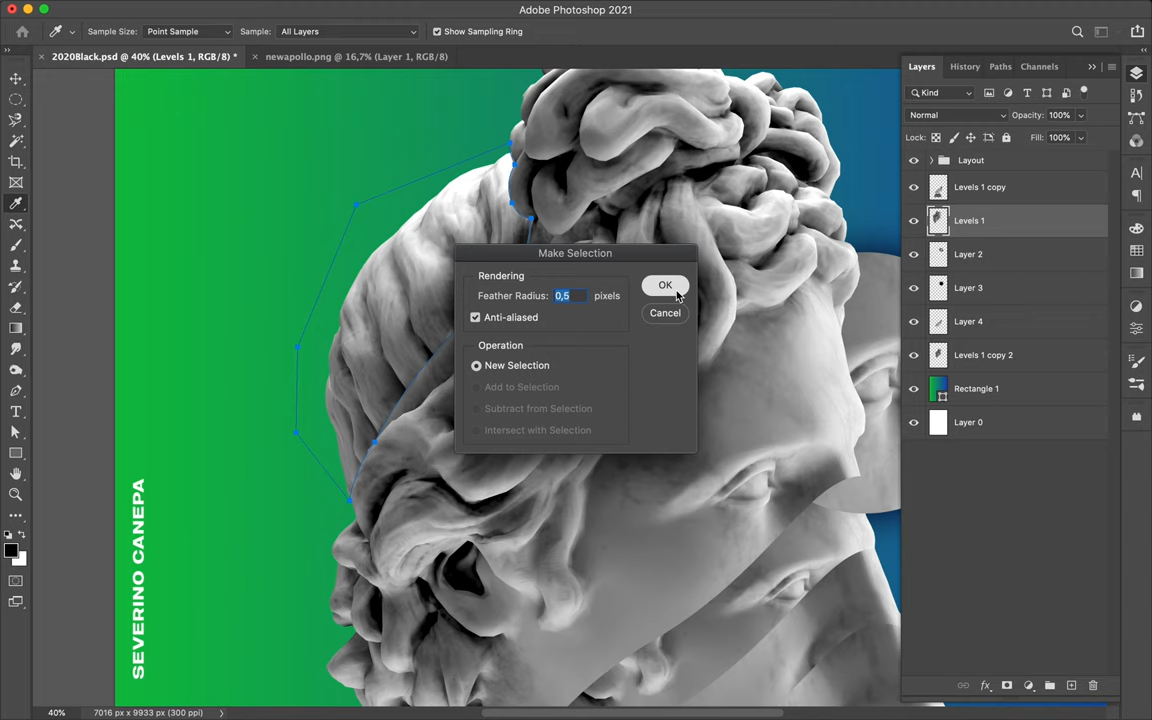 Adobe Photoshop 2021
Sample Size: Point Sample Sample: All Layers Show Sampling Ring
2020Black.psd @ 40% (Levels 1, RGB/8) * newapollo.png @ 16,7% (Layer 1, RGB/8)
Layers History Paths Channels
Kind
Normal Opacity: 100%
Lock: Fill: 100%
Layout
Levels 1 copy
Levels 1
Layer 2
Layer 3
Layer 4
Levels 1 copy 2
Rectangle 1
Layer 0
Make Selection
Rendering
Feather Radius: 0,5 pixels
Anti-aliased
OK
Cancel
Operation
New Selection
Add to Selection
Subtract from Selection
Intersect with Selection
SEVERINO CANEPA
40% 7016 px x 9933 px (300 ppi)